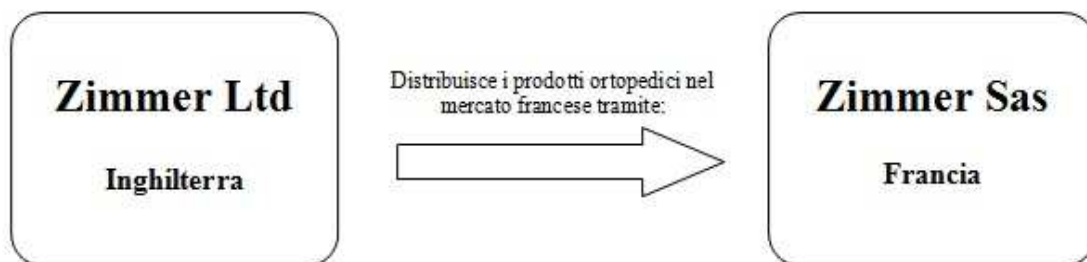 Zimmer Ltd
Inghilterra
Distribuisce i prodotti ortopedici nel
mercato francese tramite:
Zimmer Sas
Francia